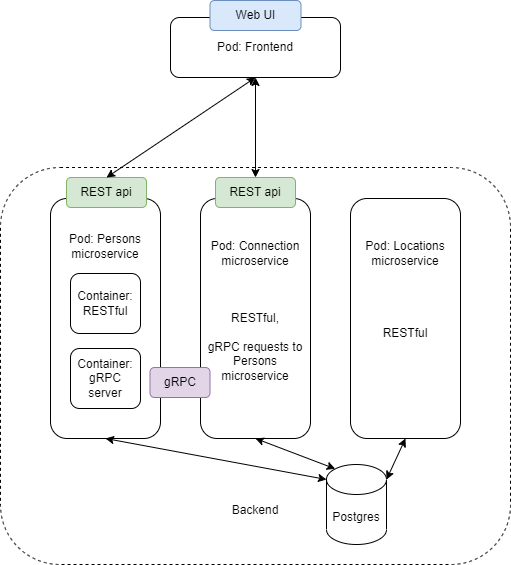 Web UI
Pod: Frontend
REST api
REST api
Pod: Persons
microservice
Container:
RESTful
Container:
gRPC
server
gRPC
Pod: Connection
microservice
RESTful,
gRPC requests to
Persons
microservice
Pod: Locations
microservice
RESTful
Backend
Postgres